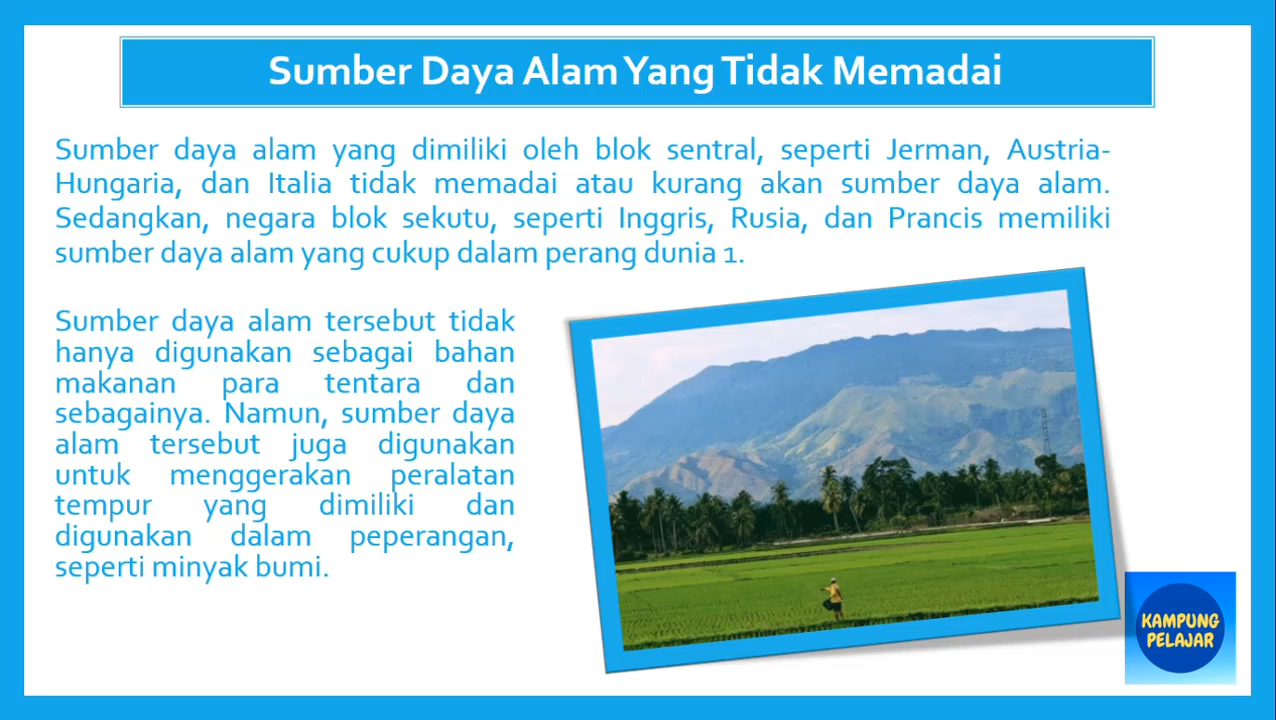 Sumber Daya Alam Yang Tidak Memadai
Sumber daya alam yang dimiliki oleh blok sentral, seperti Jerman, Austria-
Hungaria, dan Italia tidak memadai atau kurang akan sumber daya alam.
Sedangkan, negara blok sekutu, seperti Inggris, Rusia, dan Prancis memiliki
sumber daya alam yang cukup dalam perang dunia 1.
Sumber daya alam tersebut tidak
hanya digunakan sebagai bahan
makanan para tentara dan
sebagainya. Namun, sumber daya
alam tersebut juga digunakan
untuk menggerakan peralatan
tempur yang dimiliki dan
digunakan dalam peperangan,
seperti minyak bumi.
KAMPUNG
PELAJAR